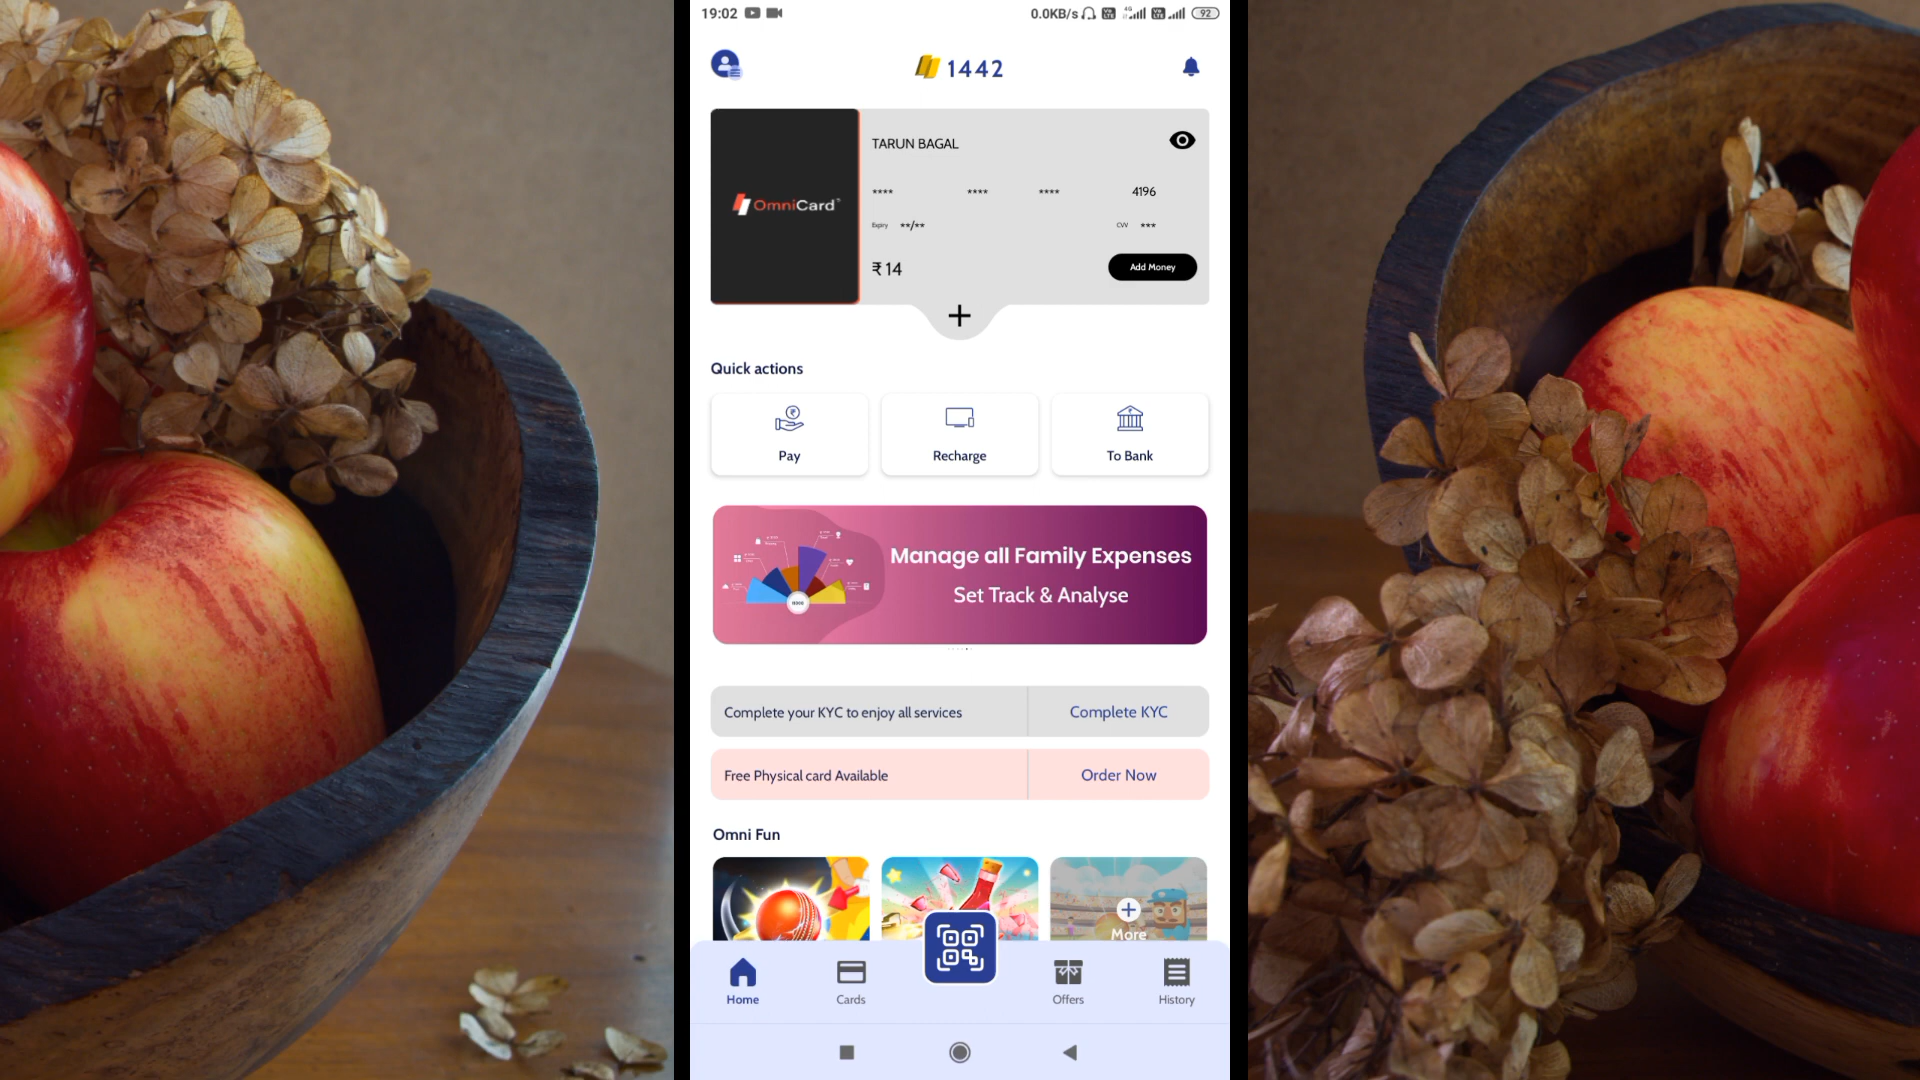 19:02
0.0KB/s
4G
92
1442
TARUN BAGAL
**** **** **** 4196
Expiry **/** CVV ***
OmniCard
₹ 14
Add Money
+
Quick actions
Pay Recharge To Bank
Manage all Family Expenses
Set Track & Analyse
Complete your KYC to enjoy all services Complete KYC
Free Physical card Available Order Now
Omni Fun
More
Home Cards Offers History